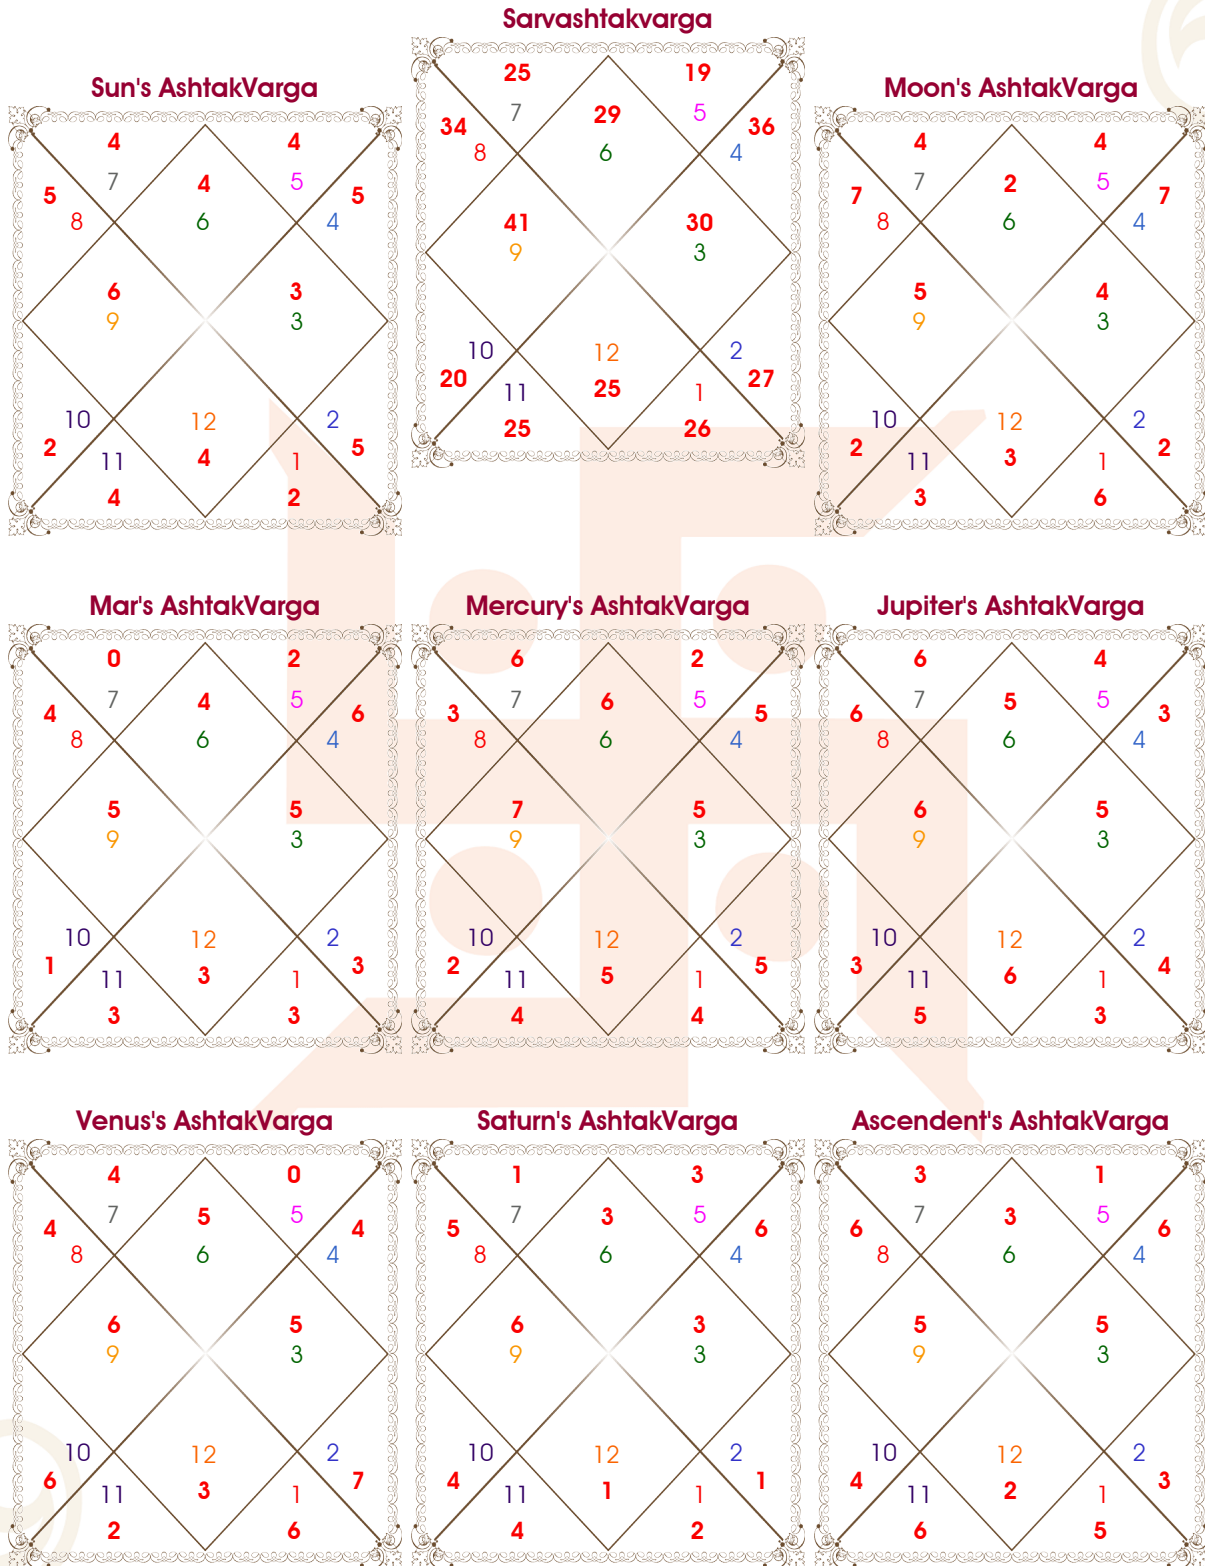 Sarvashtakvarga
25 19
7 29 5
34 36
8 6 4
41 30
9 3
10 12 2
20 25 27
11 1
25 26
Sun's AshtakVarga
4 4
7 4 5
5 5
8 6 4
6 3
9 3
10 12 2
2 4 5
11 1
4 2
Moon's AshtakVarga
4 4
7 2 5
7 7
8 6 4
5 4
9 3
10 12 2
2 3 2
11 1
3 6
Mar's AshtakVarga
0 2
7 4 5
4 6
8 6 4
5 5
9 3
10 12 2
1 3 3
11 1
3 3
Mercury's AshtakVarga
6 2
7 6 5
3 5
8 6 4
7 5
9 3
10 12 2
2 5 5
11 1
4 4
Jupiter's AshtakVarga
6 4
7 5 5
6 3
8 6 4
6 5
9 3
10 12 2
3 6 4
11 1
5 3
Venus's AshtakVarga
4 0
7 5 5
4 4
8 6 4
6 5
9 3
10 12 2
6 3 7
11 1
2 6
Saturn's AshtakVarga
1 3
7 3 5
5 6
8 6 4
6 3
9 3
10 12 2
4 1 1
11 1
4 2
Ascendent's AshtakVarga
3 1
7 3 5
6 6
8 6 4
5 5
9 3
10 12 2
4 2 3
11 1
6 5